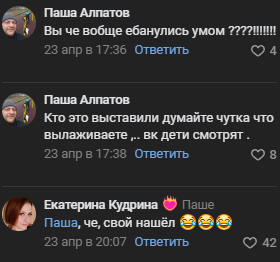 Паша Алпатов
Вы че вобще ебанулись умом ????!!!!!!!
23 апр в 17:36 Ответить 4
Паша Алпатов
Кто это выставили думайте чутка что
вылаживаете ,.. вк дети смотрят .
23 апр в 17:38 Ответить 8
Екатерина Кудрина 💘 Паше
Паша, че, свой нашёл 😂😂😂
23 апр в 20:07 Ответить 42